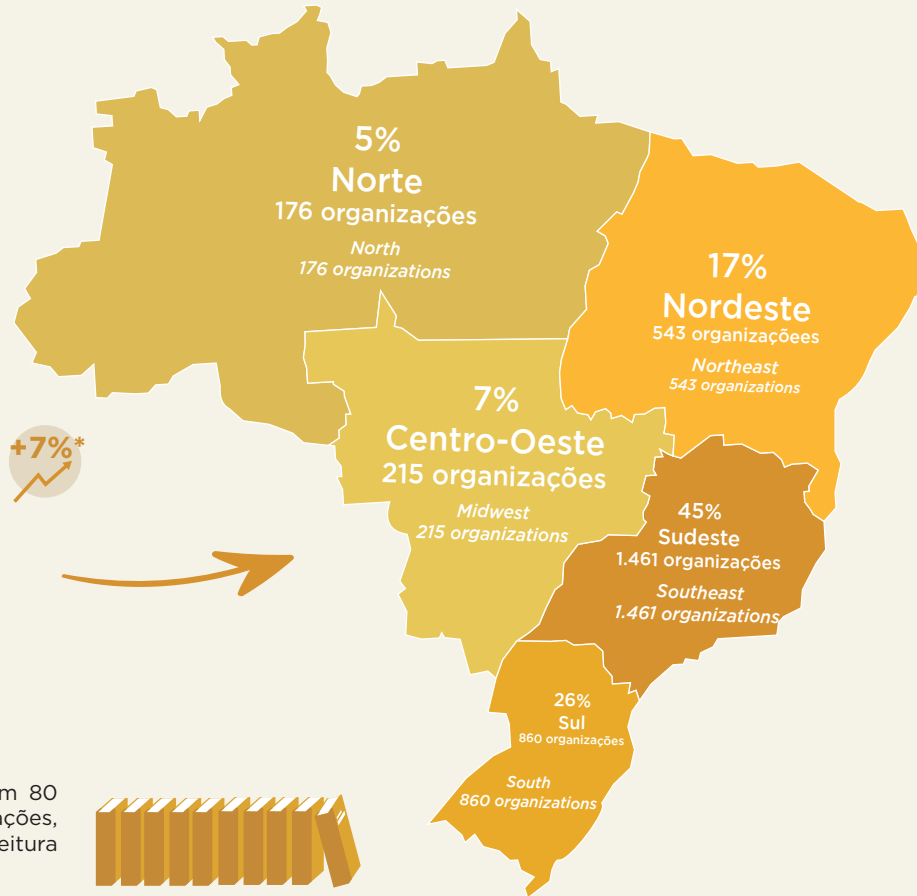 5%
Norte
176 organizações
North
176 organizations
17%
Nordeste
543 organizaçõees
Northeast
543 organizations
7%
Centro-Oeste
215 organizações
Midwest
215 organizations
+7%*
45%
Sudeste
1.461 organizações
Southeast
1.461 organizations
26%
Sul
860 organizações
South
860 organizations
m 80
ações,
eitura